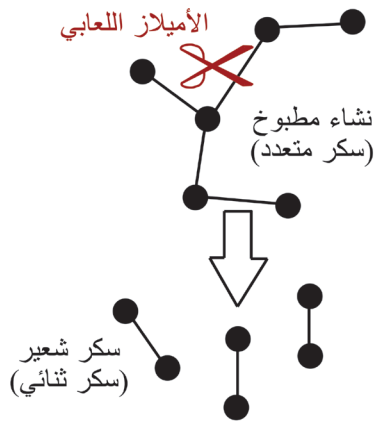 الأميلاز اللعابي
نشاء مطبوخ
(سكر متعدد)
سكر شعير
(سكر ثنائي)